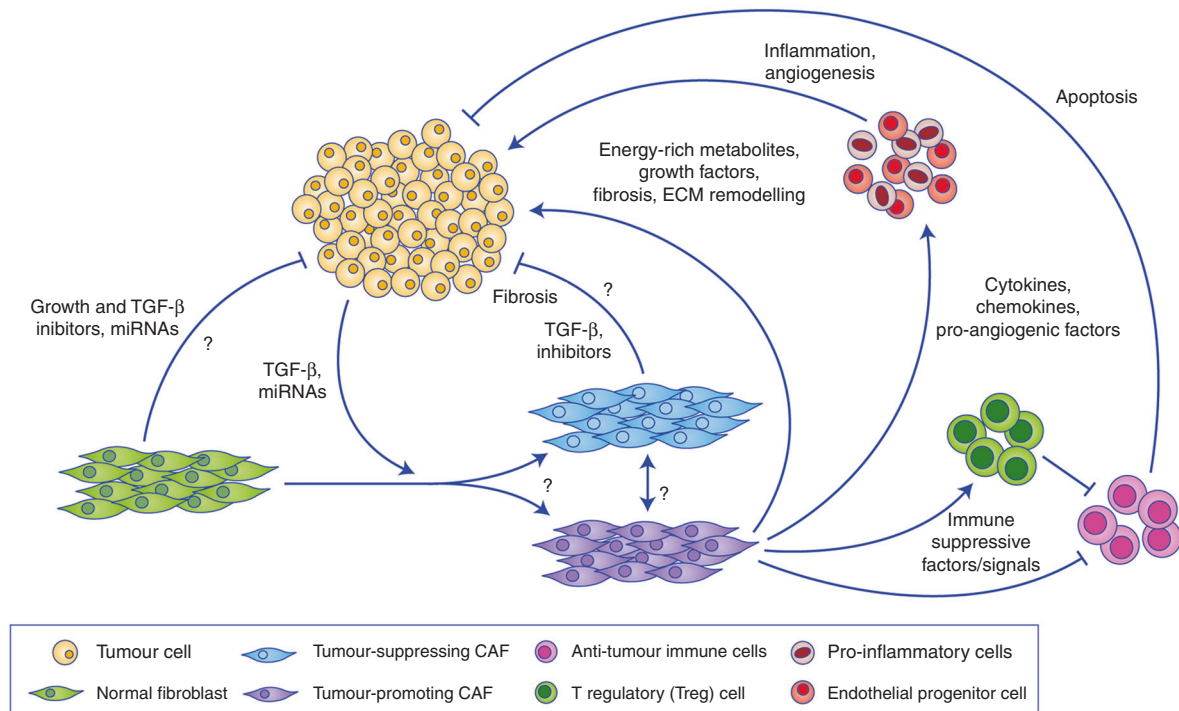 Inflammation,
angiogenesis
Apoptosis
Energy-rich metabolites,
growth factors,
fibrosis, ECM remodelling
Growth and TGF-β
inibitors, miRNAs
?
Fibrosis
?
TGF-β,
inhibitors
Cytokines,
chemokines,
pro-angiogenic factors
TGF-β,
miRNAs
?
?
Immune
suppressive
factors/signals
Tumour cell
Tumour-suppressing CAF
Anti-tumour immune cells
Pro-inflammatory cells
Normal fibroblast
Tumour-promoting CAF
T regulatory (Treg) cell
Endothelial progenitor cell